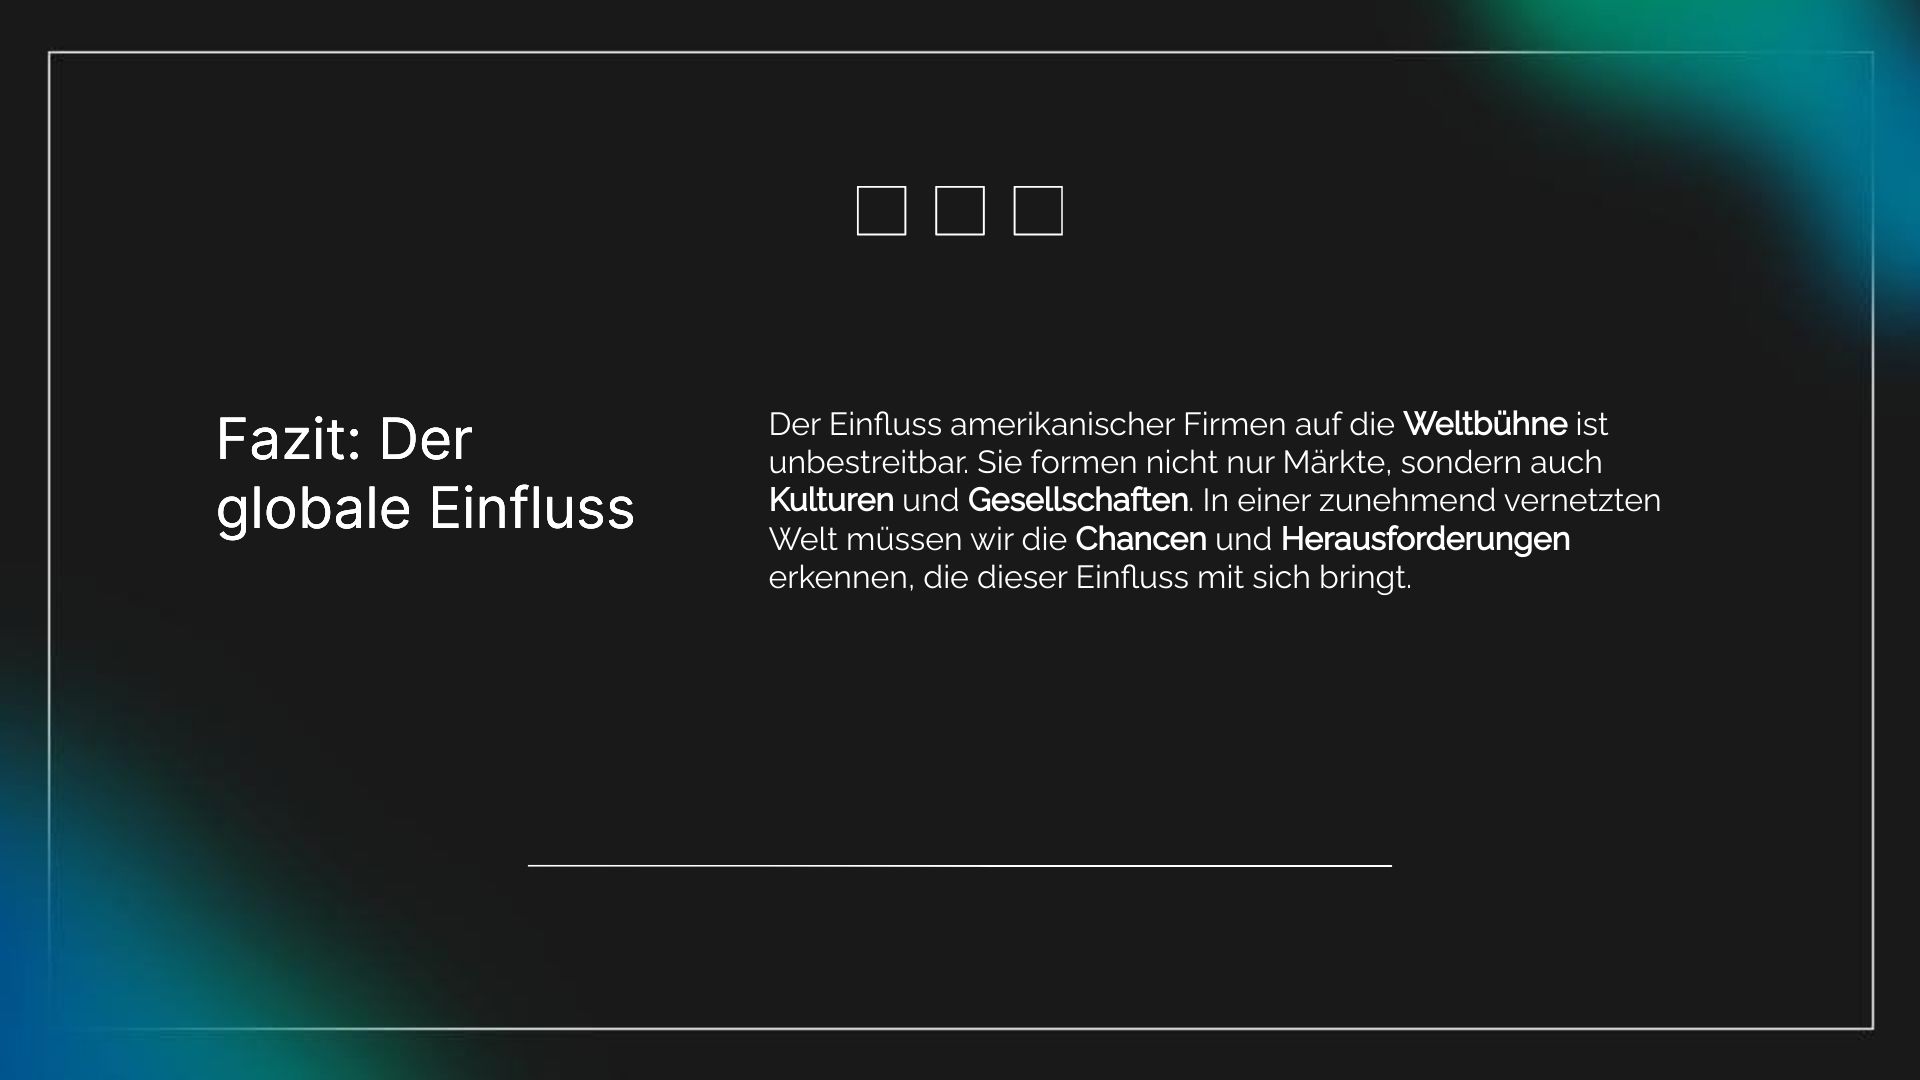 Fazit: Der
globale Einfluss
Der Einfluss amerikanischer Firmen auf die Weltbühne ist
unbestreitbar. Sie formen nicht nur Märkte, sondern auch
Kulturen und Gesellschaften. In einer zunehmend vernetzten
Welt müssen wir die Chancen und Herausforderungen
erkennen, die dieser Einfluss mit sich bringt.